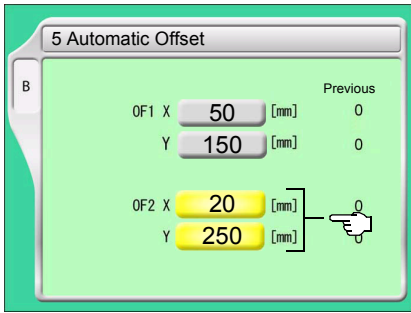 5 Automatic Offset
B
Previous
OF1 X 50 [mm] 0
Y 150 [mm] 0
OF2 X 20 [mm] 0
Y 250 [mm] 0